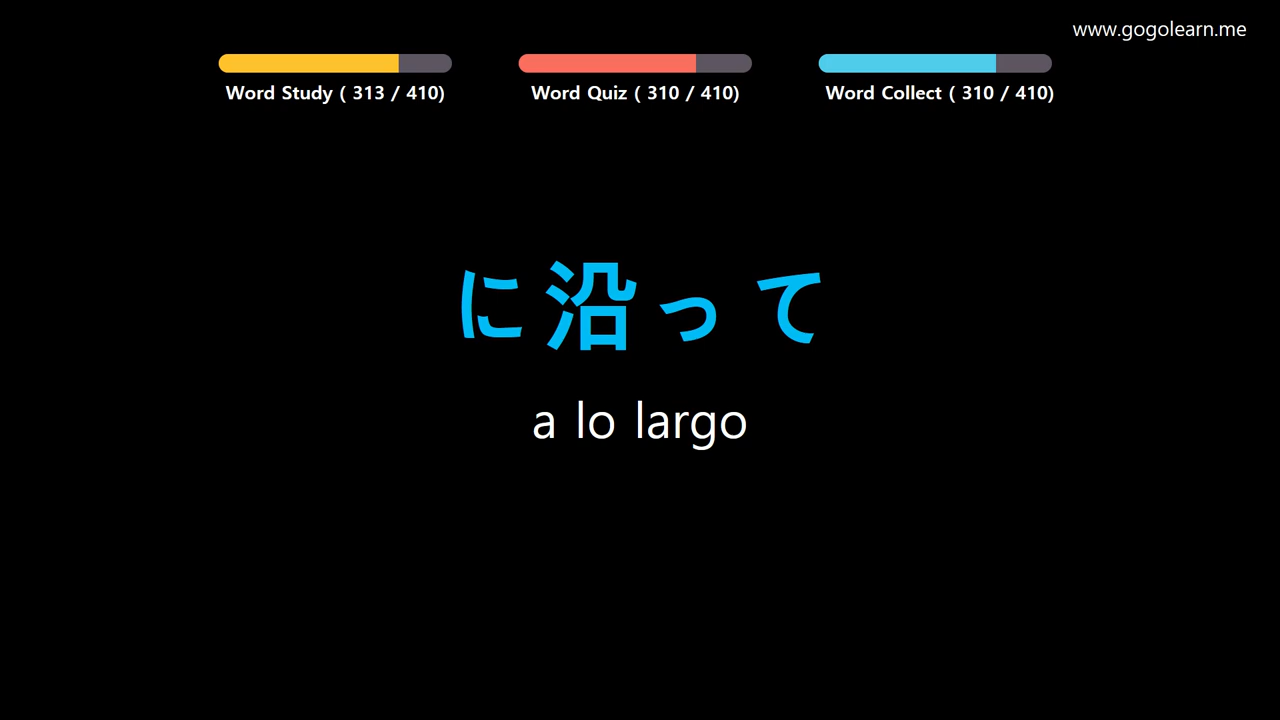 www.gogolearn.me
Word Study ( 313 / 410)
Word Quiz ( 310 / 410)
Word Collect ( 310 / 410)
に沿って
a lo largo